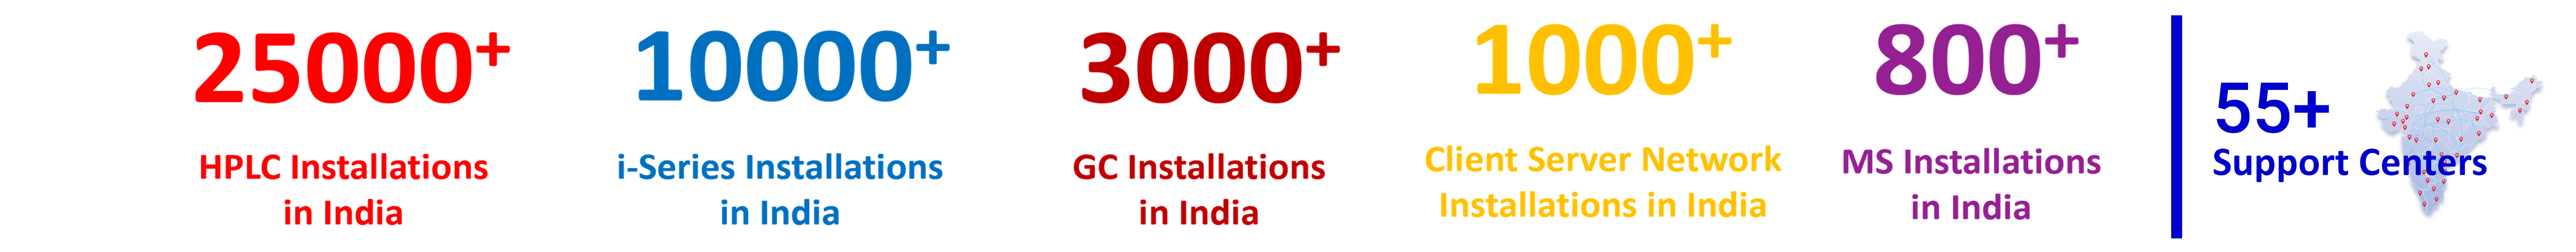 25000+
HPLC Installations
in India
10000+
i-Series Installations
in India
3000+
GC Installations
in India
1000+
Client Server Network
Installations in India
800+
MS Installations
in India
55+
Support Centers